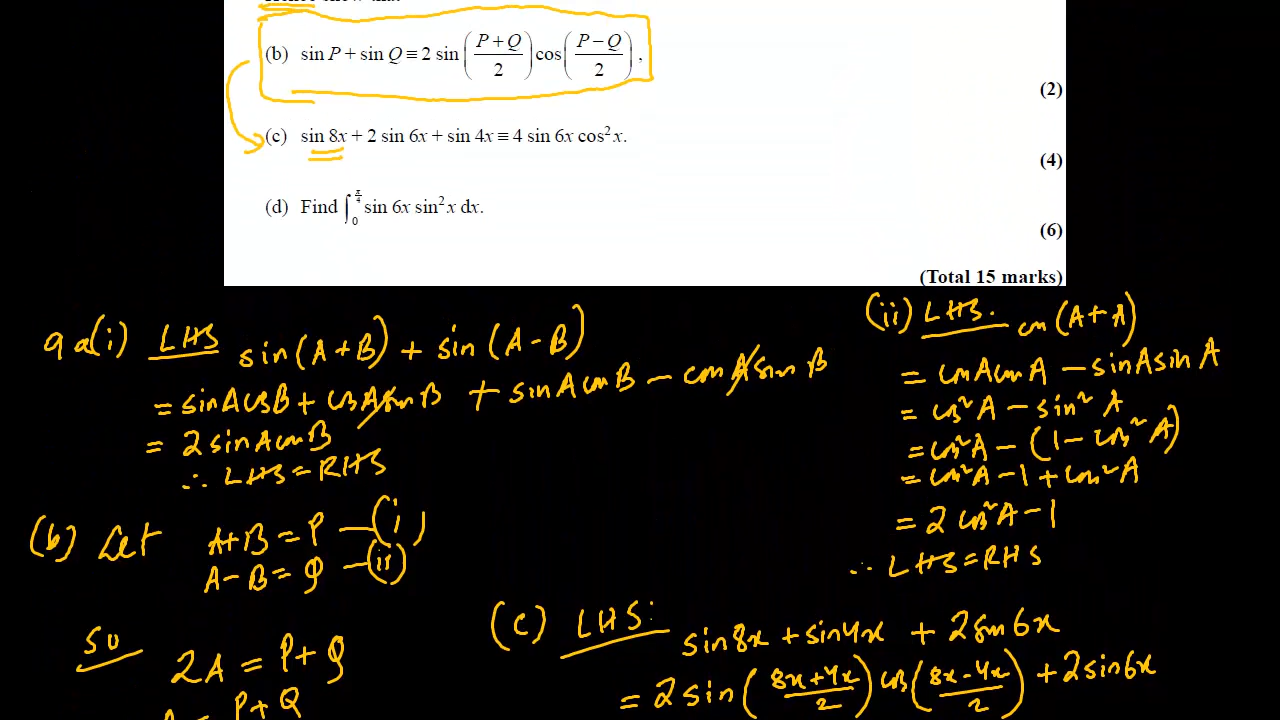 (b) sin P + sin Q ≡ 2 sin ((P+Q)/2) cos ((P−Q)/2),
(2)
(c) sin 8x + 2 sin 6x + sin 4x ≡ 4 sin 6x cos²x.
(4)
(d) Find ∫₀^(π/4) sin 6x sin²x dx.
(6)
(Total 15 marks)
9 a(i) LHS sin(A+B) + sin(A-B)
= sinAcosB + cosAsinB + sinAcosB − cosAsinB
= 2sinAcosB
∴ LHS = RHS
(ii) LHS. cos(A+A)
= cosAcosA − sinAsinA
= cos²A − sin²A
= cos²A − (1 − cos²A)
= cos²A − 1 + cos²A
= 2cos²A − 1
∴ LHS = RHS
(b) Let A+B = P —(i)
A−B = Q —(ii)
So
2A = P+Q
P+Q
(c) LHS: sin8x + sin4x + 2sin6x
= 2sin((8x+4x)/2)cos((8x−4x)/2) + 2sin6x